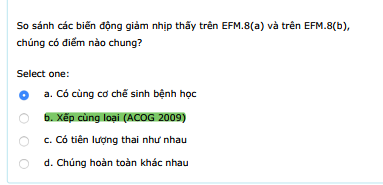 So sánh các biến động giảm nhịp thấy trên EFM.8(a) và trên EFM.8(b),
chúng có điểm nào chung?
Select one:
a. Có cùng cơ chế sinh bệnh học
b. Xếp cùng loại (ACOG 2009)
c. Có tiên lượng thai như nhau
d. Chúng hoàn toàn khác nhau